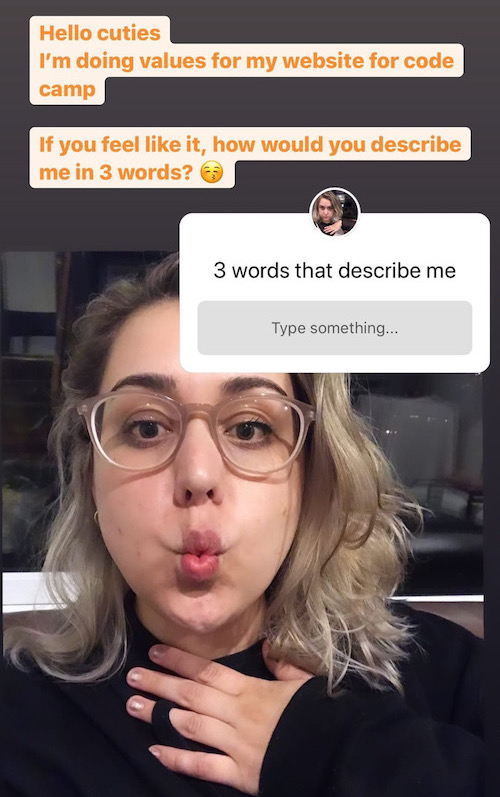 Hello cuties
I'm doing values for my website for code
camp
If you feel like it, how would you describe
me in 3 words? 😚
3 words that describe me
Type something...